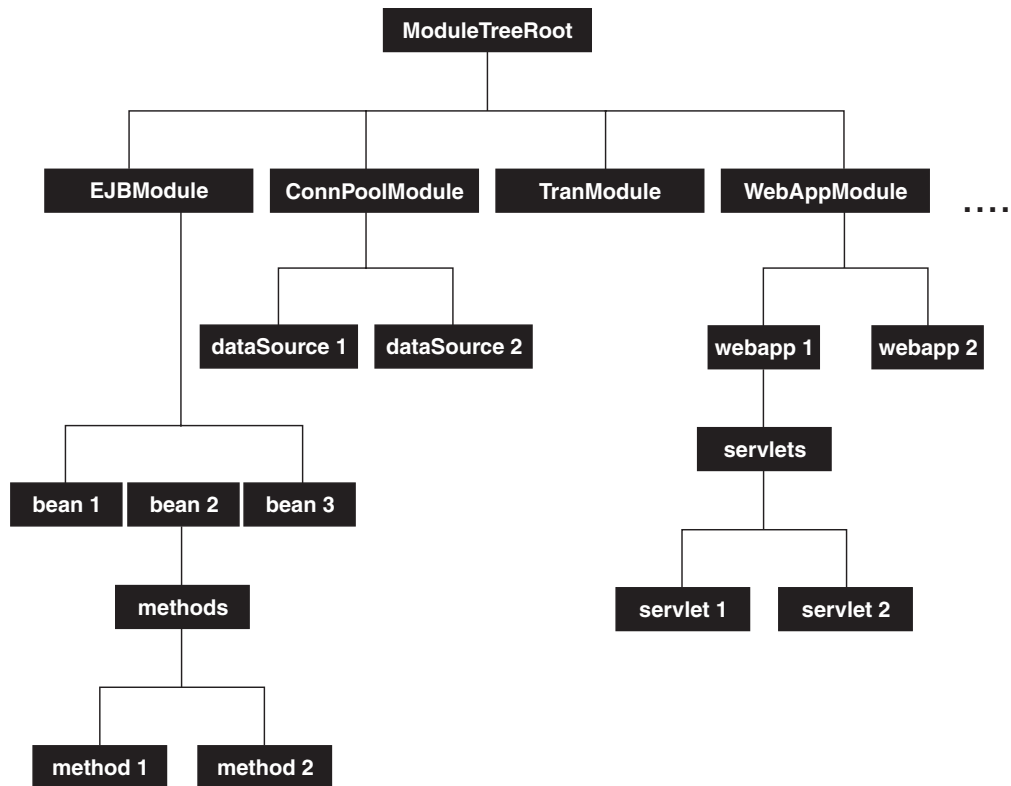 ModuleTreeRoot
EJBModule
ConnPoolModule
TranModule
WebAppModule
....
dataSource 1
dataSource 2
webapp 1
webapp 2
servlets
bean 1
bean 2
bean 3
methods
servlet 1
servlet 2
method 1
method 2